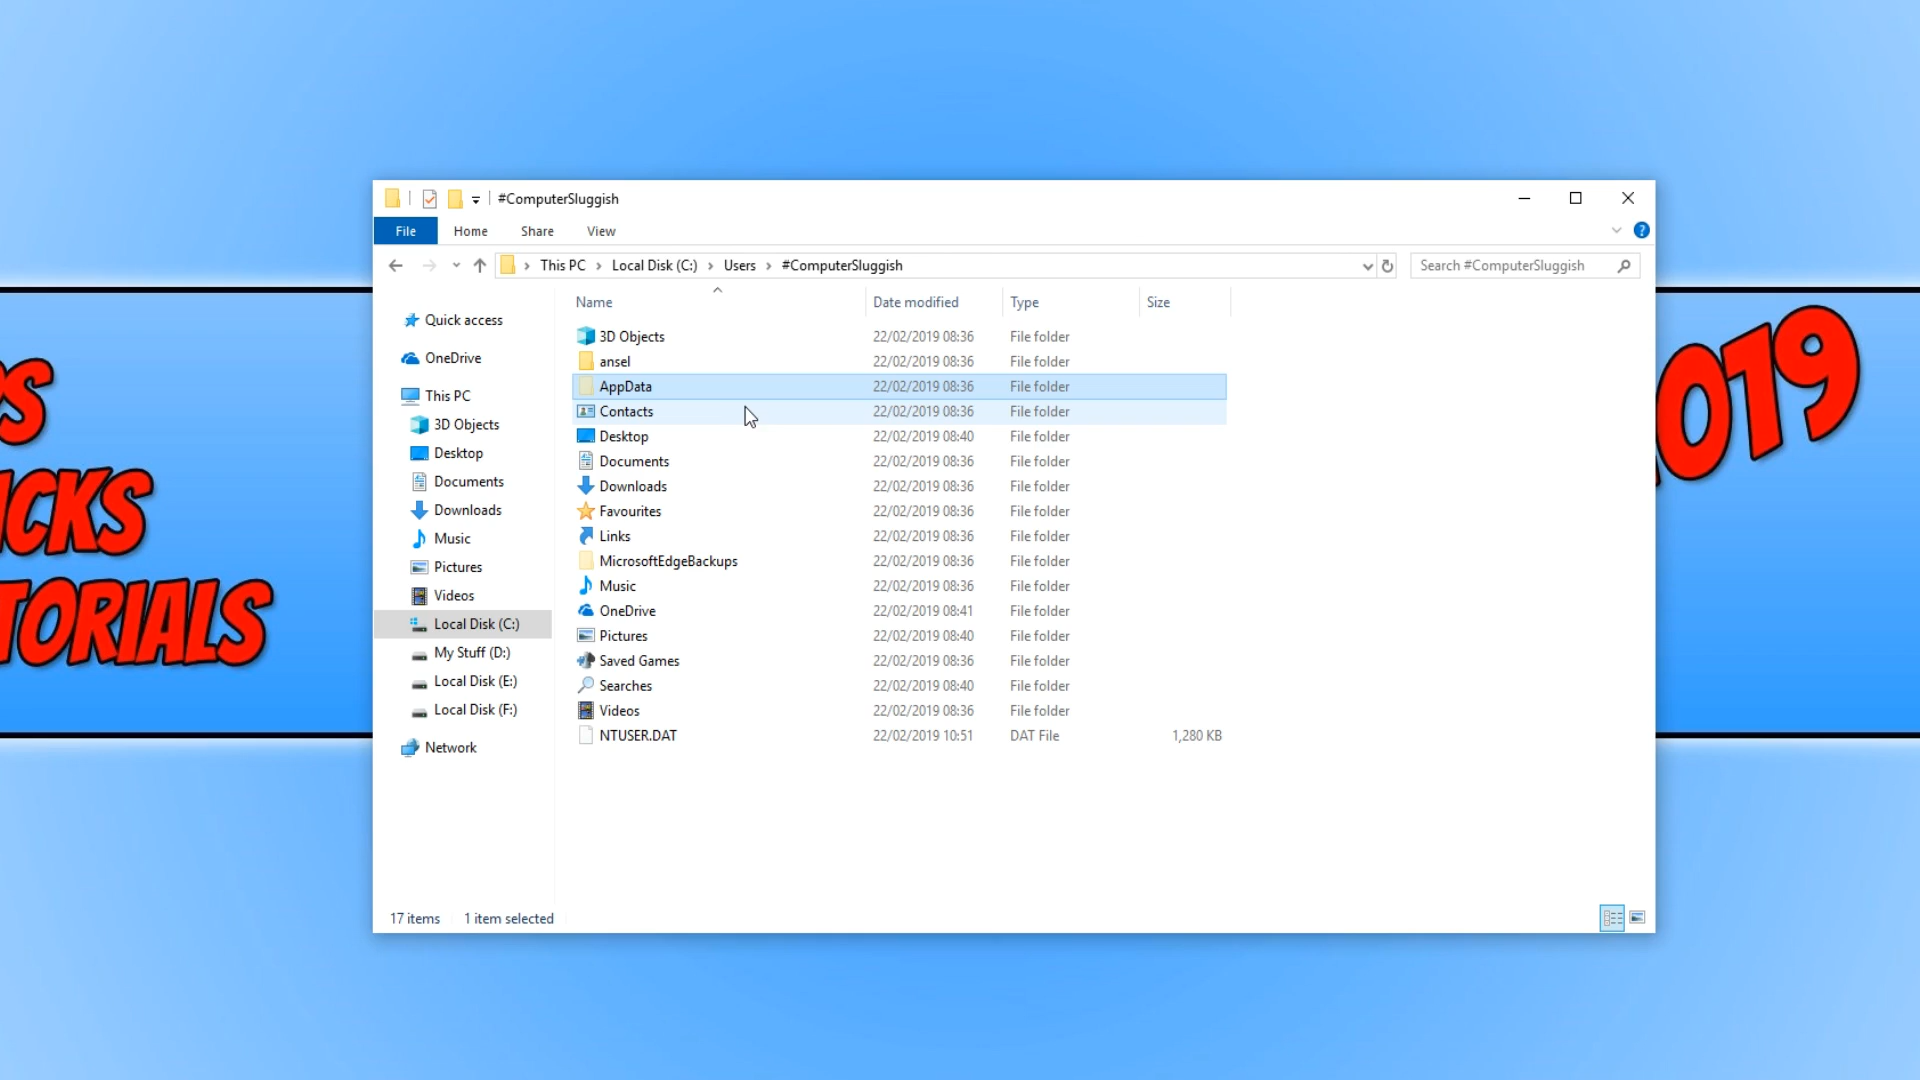 #ComputerSluggish
File Home Share View
This PC Local Disk (C:) Users #ComputerSluggish
Search #ComputerSluggish
Quick access
OneDrive
This PC
3D Objects
Desktop
Documents
Downloads
Music
Pictures
Videos
Local Disk (C:)
My Stuff (D:)
Local Disk (E:)
Local Disk (F:)
Network
Name Date modified Type Size
3D Objects 22/02/2019 08:36 File folder
ansel 22/02/2019 08:36 File folder
AppData 22/02/2019 08:36 File folder
Contacts 22/02/2019 08:36 File folder
Desktop 22/02/2019 08:40 File folder
Documents 22/02/2019 08:36 File folder
Downloads 22/02/2019 08:36 File folder
Favourites 22/02/2019 08:36 File folder
Links 22/02/2019 08:36 File folder
MicrosoftEdgeBackups 22/02/2019 08:36 File folder
Music 22/02/2019 08:36 File folder
OneDrive 22/02/2019 08:41 File folder
Pictures 22/02/2019 08:40 File folder
Saved Games 22/02/2019 08:36 File folder
Searches 22/02/2019 08:40 File folder
Videos 22/02/2019 08:36 File folder
NTUSER.DAT 22/02/2019 10:51 DAT File 1,280 KB
17 items 1 item selected